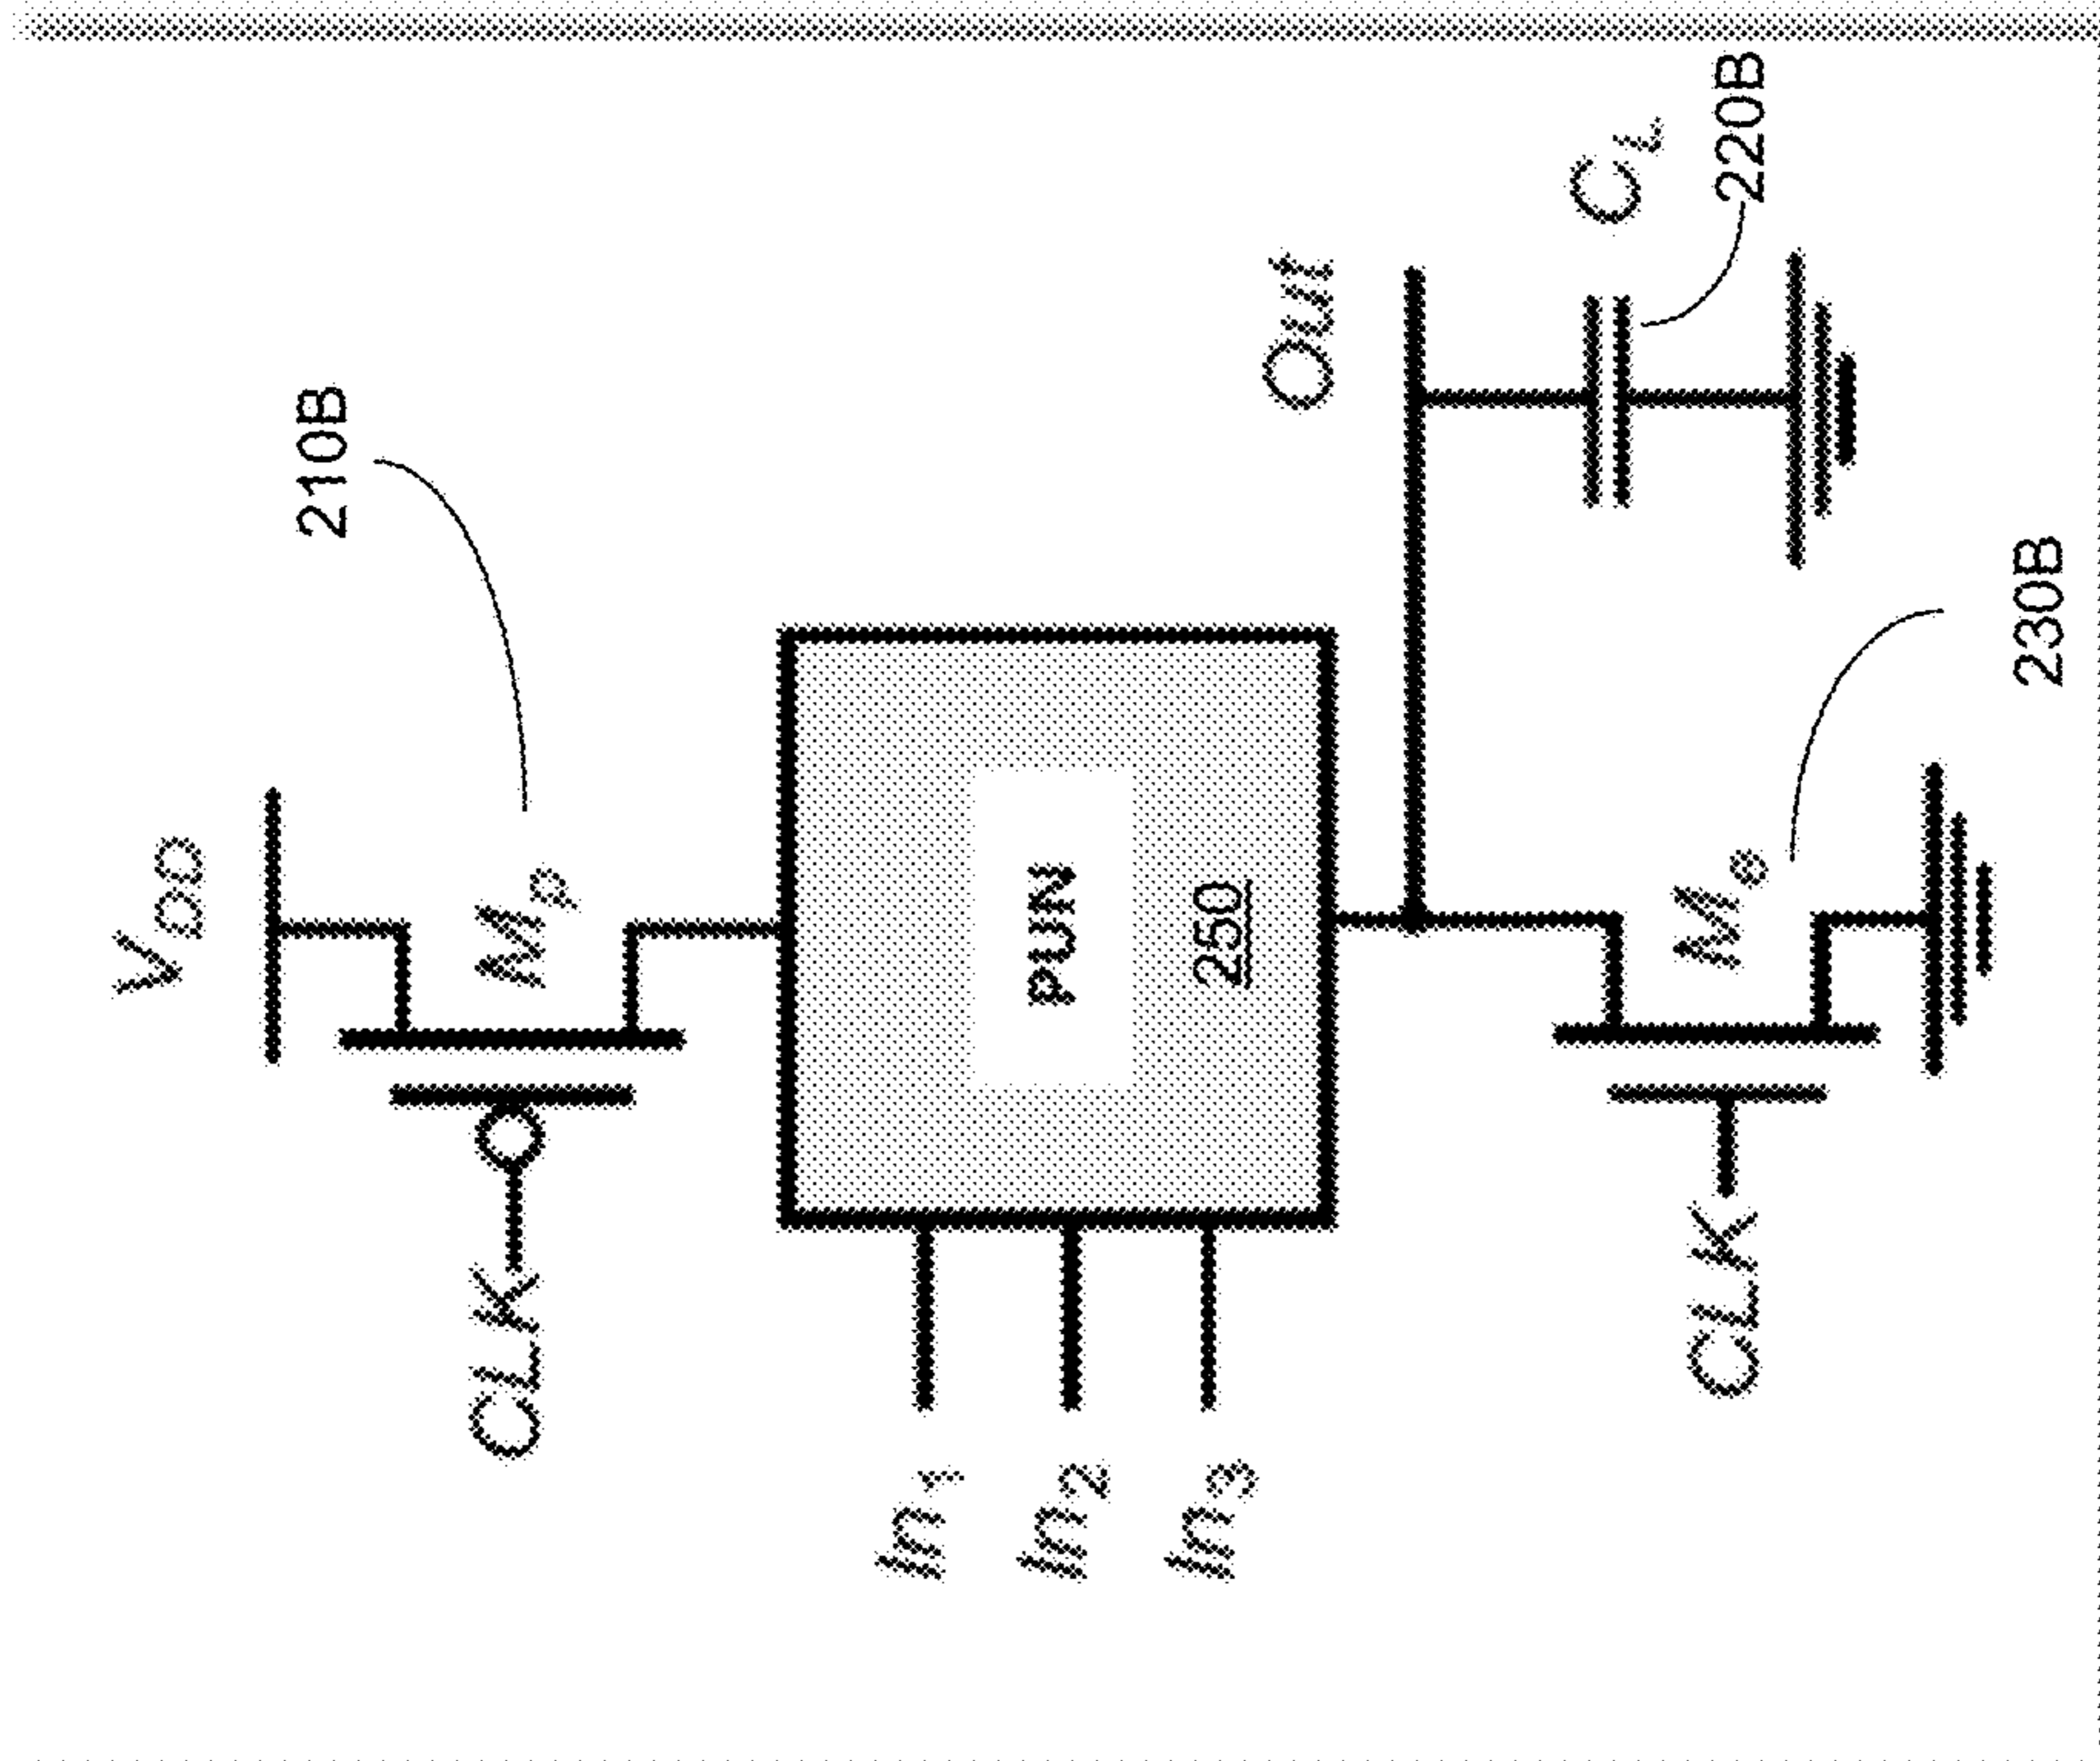 V_DD
210B
M_p
CLK
In_1
In_2
In_3
PUN
250
Out
C_L
220B
M_e
CLK
230B